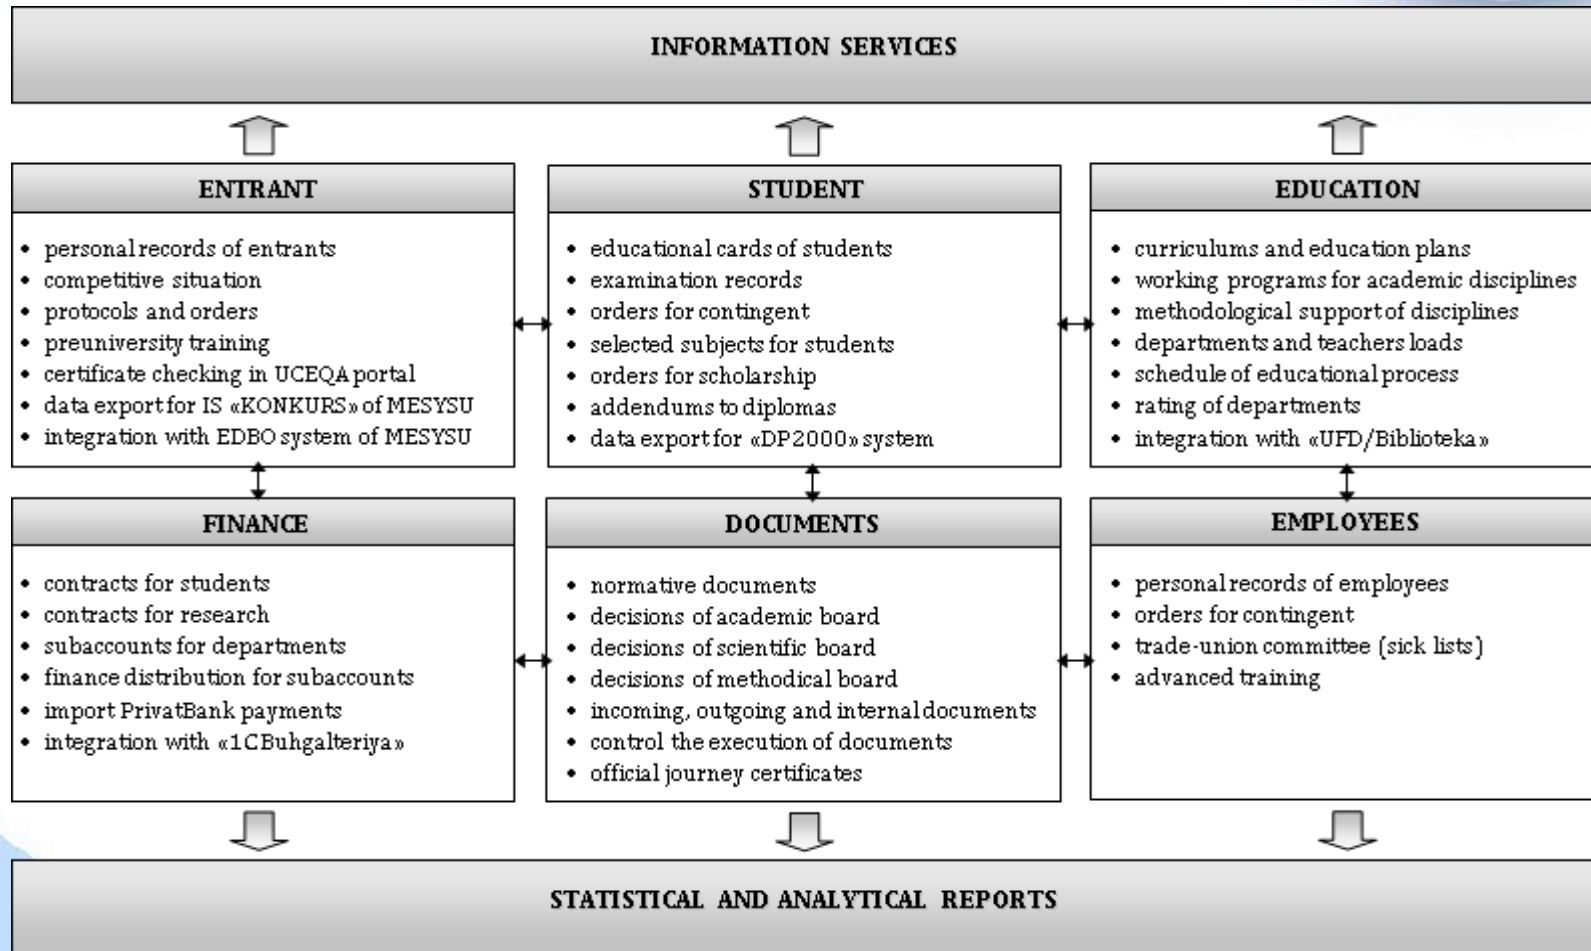 INFORMATION SERVICES
ENTRANT
• personal records of entrants
• competitive situation
• protocols and orders
• preuniversity training
• certificate checking in UCEQA portal
• data export for IS «KONKURS» of MESYSU
• integration with EDBO system of MESYSU
STUDENT
• educational cards of students
• examination records
• orders for contingent
• selected subjects for students
• orders for scholarship
• addendums to diplomas
• data export for «DP2000» system
EDUCATION
• curriculums and education plans
• working programs for academic disciplines
• methodological support of disciplines
• departments and teachers loads
• schedule of educational process
• rating of departments
• integration with «UFD/Biblioteka»
FINANCE
• contracts for students
• contracts for research
• subaccounts for departments
• finance distribution for subaccounts
• import PrivatBank payments
• integration with «1CBuhgalteriya»
DOCUMENTS
• normative documents
• decisions of academic board
• decisions of scientific board
• decisions of methodical board
• incoming, outgoing and internal documents
• control the execution of documents
• official journey certificates
EMPLOYEES
• personal records of employees
• orders for contingent
• trade-union committee (sick lists)
• advanced training
STATISTICAL AND ANALYTICAL REPORTS